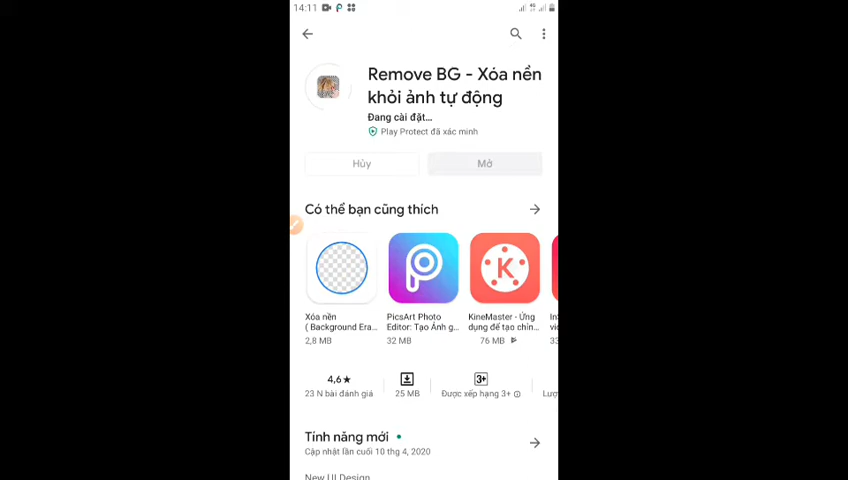 14:11
Remove BG - Xóa nền
khỏi ảnh tự động
Đang cài đặt...
Play Protect đã xác minh
Hủy
Mở
Có thể bạn cũng thích
Xóa nền
( Background Era...
2,8 MB
PicsArt Photo
Editor: Tạo Ảnh g...
32 MB
KineMaster - Ứng
dụng để tạo chỉn...
76 MB
4,6★
23 N bài đánh giá
25 MB
3+
Được xếp hạng 3+
Tính năng mới
Cập nhật lần cuối 10 thg 4, 2020
New UI Design